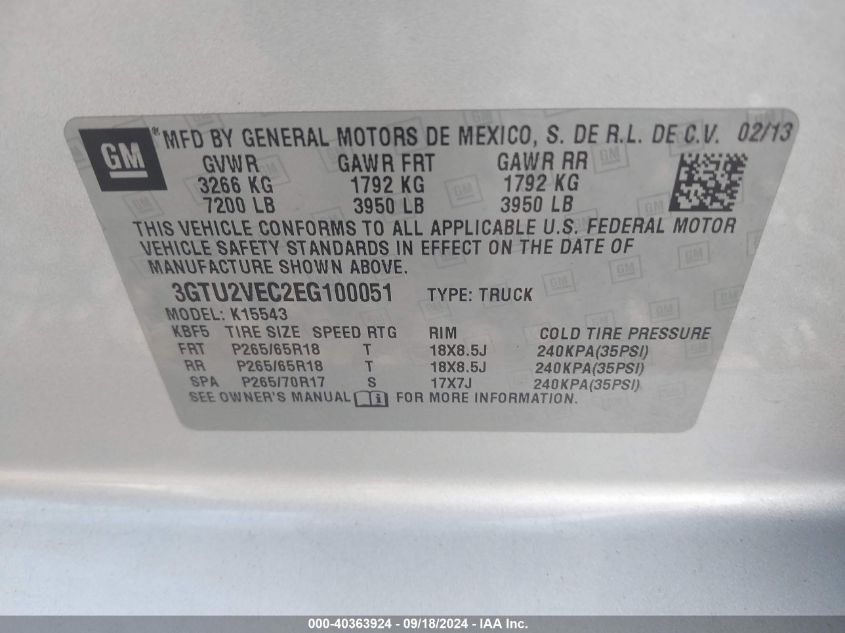 GM ® MFD BY GENERAL MOTORS DE MEXICO, S. DE R.L. DE C.V. 02/13
GVWR GAWR FRT GAWR RR
3266 KG 1792 KG 1792 KG
7200 LB 3950 LB 3950 LB
THIS VEHICLE CONFORMS TO ALL APPLICABLE U.S. FEDERAL MOTOR
VEHICLE SAFETY STANDARDS IN EFFECT ON THE DATE OF
MANUFACTURE SHOWN ABOVE.
3GTU2VEC2EG100051 TYPE: TRUCK
MODEL: K15543
KBF5 TIRE SIZE SPEED RTG RIM COLD TIRE PRESSURE
FRT P265/65R18 T 18X8.5J 240KPA(35PSI)
RR P265/65R18 T 18X8.5J 240KPA(35PSI)
SPA P265/70R17 S 17X7J 240KPA(35PSI)
SEE OWNER'S MANUAL FOR MORE INFORMATION.
000-40363924 - 09/18/2024 - IAA Inc.